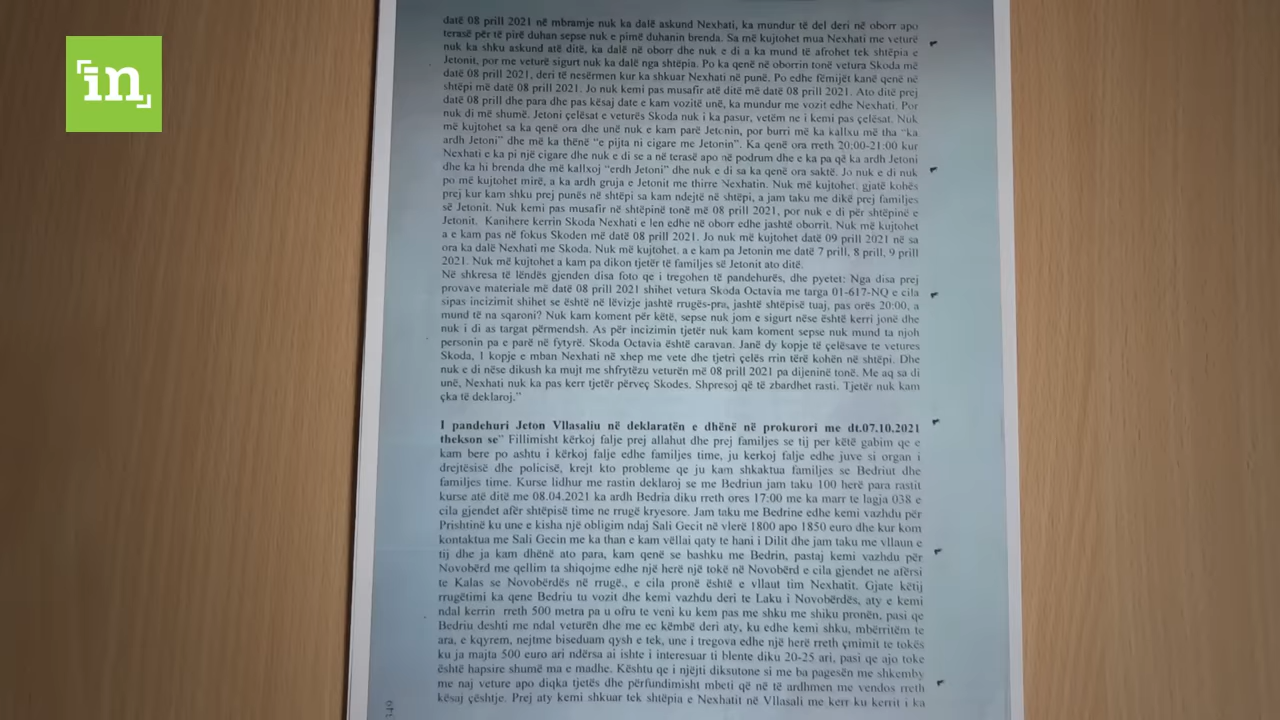 in
datë 08 prill 2021 në mbramje nuk ka dalë askund Nexhati, ka mundur të del deri në oborr apo
terasë për të pirë duhan sepse nuk e pimë duhanin brenda. Sa më kujtohet mua Nexhati me veturë
nuk ka shku askund atë ditë, ka dalë në oborr dhe nuk e di a ka mund të afrohet tek shtëpia e
Jetonit, por me veturë sigurt nuk ka dalë nga shtëpia. Po ka qenë në oborrin tonë vetura Skoda më
datë 08 prill 2021, deri të nesërmen kur ka shkuar Nexhati në punë. Po edhe fëmijët kanë qenë në
shtëpi më datë 08 prill 2021. Jo nuk kemi pas musafir atë ditë më datë 08 prill 2021. Ato ditë prej
datë 08 prill dhe para dhe pas kësaj date e kam vozitë unë, ka mundur me vozit edhe Nexhati. Por
nuk di më shumë. Jetoni çelësat e veturës Skoda nuk i ka pasur, vetëm ne i kemi pas çelësat. Nuk
më kujtohet sa ka qenë ora dhe unë nuk e kam parë Jetonin, por burri më ka kallxu më tha “ka
ardh Jetoni” dhe më ka thënë “e pijta ni cigare me Jetonin”. Ka qenë ora rreth 20:00-21:00 kur
Nexhati e ka pi një cigare dhe nuk e di se a në terasë apo në podrum dhe e ka pa që ka ardh Jetoni
dhe ka hi brenda dhe më kallxoj “erdh Jetoni” dhe nuk e di sa ka qenë ora saktë. Jo nuk e di nuk
po më kujtohet mirë, a ka ardh gruja e Jetonit me thirre Nexhatin. Nuk më kujtohet, gjatë kohës
prej kur kam shku prej punës në shtëpi sa kam ndejtë në shtëpi, a jam taku me dikë prej familjes
së Jetonit. Nuk kemi pas musafir në shtëpinë tonë më 08 prill 2021, por nuk e di për shtëpinë e
Jetonit. Kanihere kerrin Skoda Nexhati e len edhe në oborr edhe jashtë oborrit. Nuk më kujtohet
a e kam pas në fokus Skoden më datë 08 prill 2021. Jo nuk më kujtohet datë 09 prill 2021 në sa
ora ka dalë Nexhati me Skoda. Nuk më kujtohet, a e kam pa Jetonin me datë 7 prill, 8 prill, 9 prill
2021. Nuk më kujtohet a kam pa dikon tjetër të familjes së Jetonit ato ditë.
Në shkresa të lëndës gjenden disa foto qe i tregohen të pandehurës, dhe pyetet: Nga disa prej
provave materiale më datë 08 prill 2021 shihet vetura Skoda Octavia me targa 01-617-NQ e cila
sipas incizimit shihet se është në lëvizje jashtë rrugës-pra, jashtë shtëpisë tuaj, pas orës 20:00, a
mund të na sqaroni? Nuk kam koment për këtë, sepse nuk jom e sigurt nëse është kerri jonë dhe
nuk i di as targat përmendsh. As për incizimin tjetër nuk kam koment sepse nuk mund ta njoh
personin pa e parë në fytyrë. Skoda Octavia është caravan. Janë dy kopje të çelësave te vetures
Skoda, 1 kopje e mban Nexhati në xhep me vete dhe tjetri çelës rrin tërë kohën në shtëpi. Dhe
nuk e di nëse dikush ka mujt me shfrytëzu veturën më 08 prill 2021 pa dijeninë tonë. Me aq sa di
unë, Nexhati nuk ka pas kerr tjetër përveç Skodes. Shpresoj që të zbardhet rasti. Tjetër nuk kam
çka të deklaroj.”
I pandehuri Jeton Vllasaliu në deklaratën e dhënë në prokurori me dt.07.10.2021
thekson se” Fillimisht kërkoj falje prej allahut dhe prej familjes se tij per këtë gabim qe e
kam bere po ashtu i kërkoj falje edhe familjes time, ju kerkoj falje edhe juve si organ i
drejtësisë dhe policisë, krejt kto probleme qe ju kam shkaktua familjes se Bedriut dhe
familjes time. Kurse lidhur me rastin deklaroj se me Bedriun jam taku 100 herë para rastit
kurse atë ditë me 08.04.2021 ka ardh Bedria diku rreth ores 17:00 me ka marr te lagja 038 e
cila gjendet afër shtëpisë time ne rrugë kryesore. Jam taku me Bedrine edhe kemi vazhdu për
Prishtinë ku une e kisha një obligim ndaj Sali Gecit në vlerë 1800 apo 1850 euro dhe kur kom
kontaktua me Sali Gecin me ka than e kam vëllai qaty te hani i Dilit dhe jam taku me vllaun e
tij dhe ja kam dhënë ato para, kam qenë se bashku me Bedrin, pastaj kemi vazhdu për
Novobërd me qellim ta shiqojme edhe një herë një tokë në Novobërd e cila gjendet ne afërsi
te Kalas se Novobërdës në rrugë., e cila pronë është e vllaut tim Nexhatit. Gjate këtij
rrugëtimi ka qene Bedriu tu vozit dhe kemi vazhdu deri te Laku i Novobërdës, aty e kemi
ndal kerrin rreth 500 metra pa u ofru te veni ku kem pas me shku me shiku pronën, pasi qe
Bedriu deshti me ndal veturën dhe me ec këmbë deri aty, ku edhe kemi shku, mbërritëm te
ara, e kqyrem, nejtme biseduam qysh e tek, une i tregova edhe një herë rreth çmimit te tokës
ku ja majta 500 euro ari ndërsa ai ishte i interesuar ti blente diku 20-25 ari, pasi qe ajo toke
është hapsire shumë ma e madhe. Kështu qe i njëjti diksutone si me ba pagesën me shkemby
me naj veture apo diqka tjetës dhe përfundimisht mbeti që në të ardhmen me vendos rreth
kësaj çështje. Prej aty kemi shkuar tek shtëpia e Nexhatit në Vllasali me kerr ku kerrit i ka
349